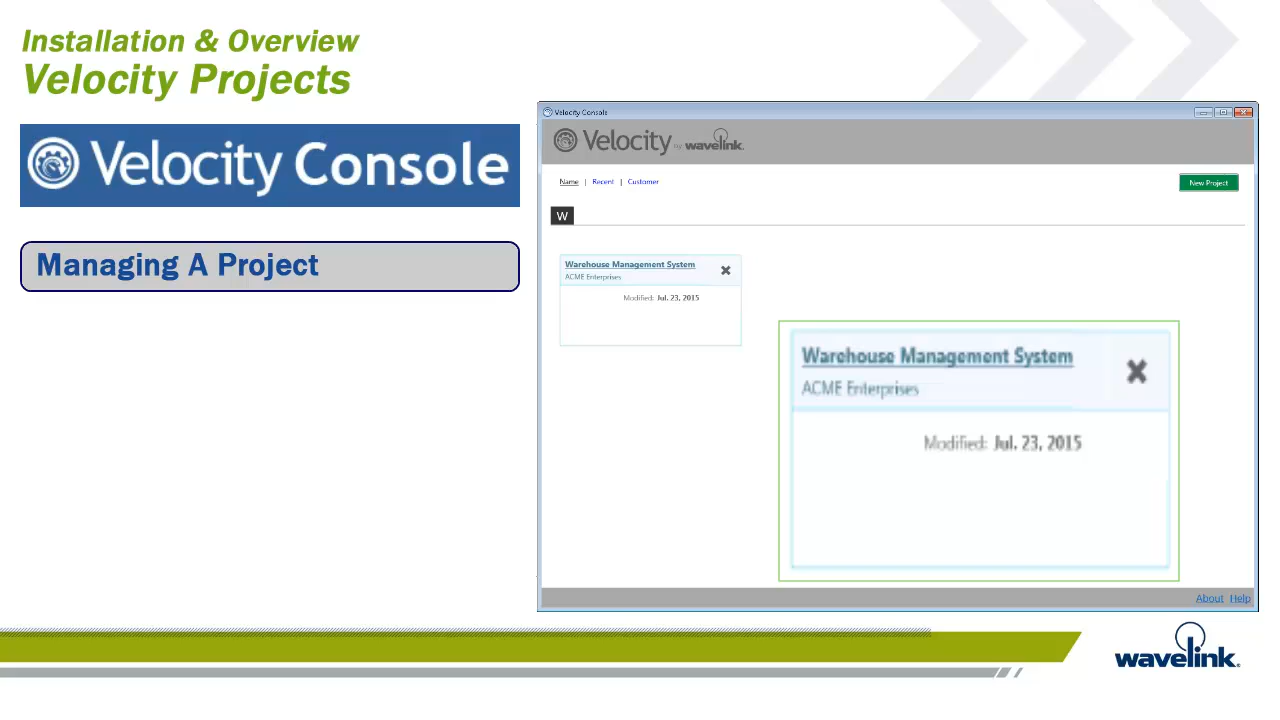 Installation & Overview
Velocity Projects
Velocity Console
Managing A Project
Velocity Console
Velocity by wavelink.
Name | Recent | Customer
New Project
W
Warehouse Management System
ACME Enterprises
Modified: Jul. 23, 2015
Warehouse Management System
ACME Enterprises
Modified: Jul. 23, 2015
About Help
wavelink